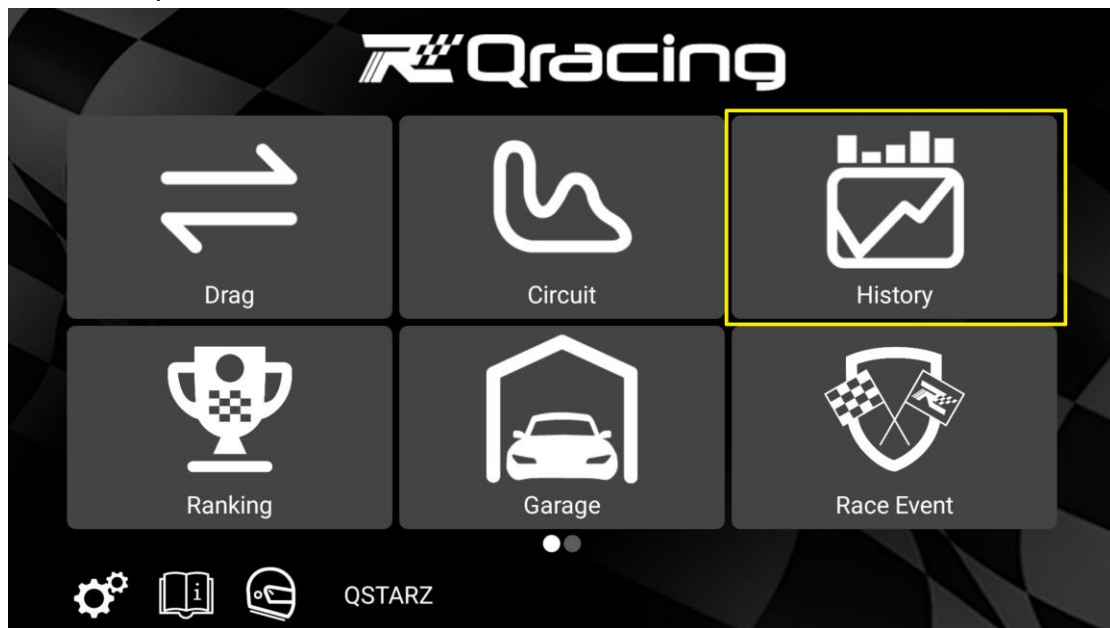 Qracing
Drag
Circuit
History
Ranking
Garage
Race Event
i
QSTARZ